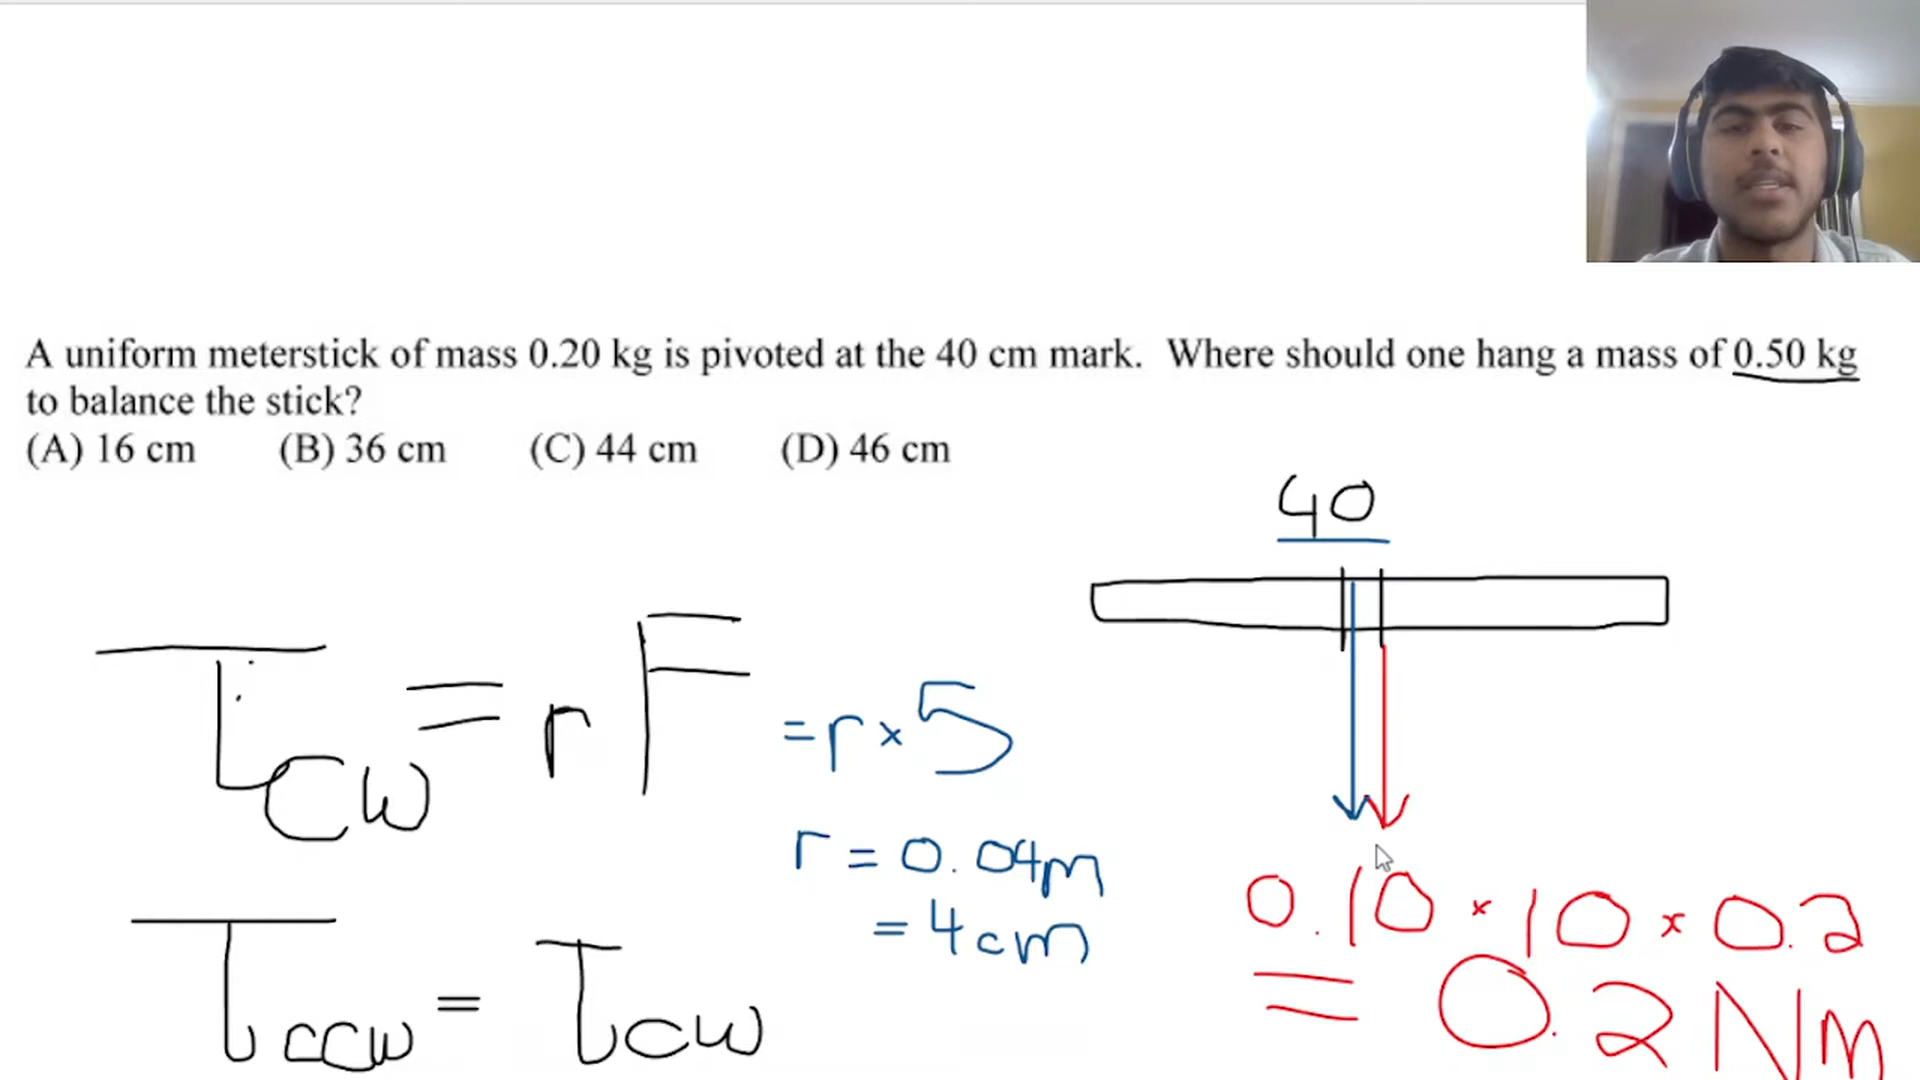 A uniform meterstick of mass 0.20 kg is pivoted at the 40 cm mark. Where should one hang a mass of 0.50 kg
to balance the stick?
(A) 16 cm (B) 36 cm (C) 44 cm (D) 46 cm
40
τcw = rF = r × 5
r = 0.04m
= 4cm
τccw = τcw
0.10 × 10 × 0.2
= 0.2 Nm